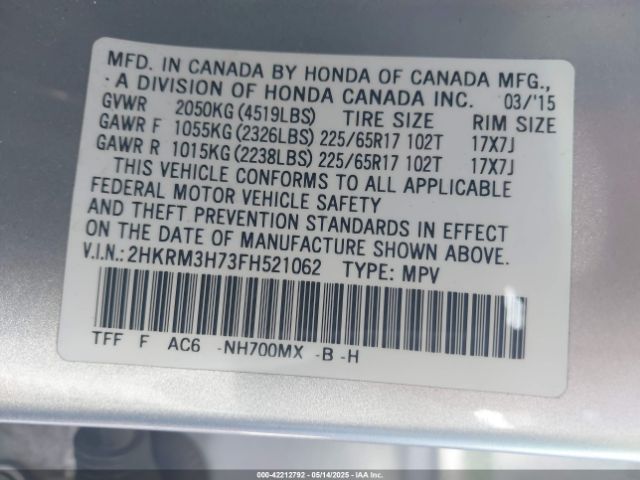 MFD. IN CANADA BY HONDA OF CANADA MFG.,
A DIVISION OF HONDA CANADA INC. 03/'15
GVWR 2050KG (4519LBS) TIRE SIZE RIM SIZE
GAWR F 1055KG (2326LBS) 225/65R17 102T 17X7J
GAWR R 1015KG (2238LBS) 225/65R17 102T 17X7J
THIS VEHICLE CONFORMS TO ALL APPLICABLE
FEDERAL MOTOR VEHICLE SAFETY
AND THEFT PREVENTION STANDARDS IN EFFECT
ON THE DATE OF MANUFACTURE SHOWN ABOVE.
V.I.N.: 2HKRM3H73FH521062 TYPE: MPV
TFF F AC6 -NH700MX -B -H
000-42212792 - 05/14/2025 - IAA Inc.